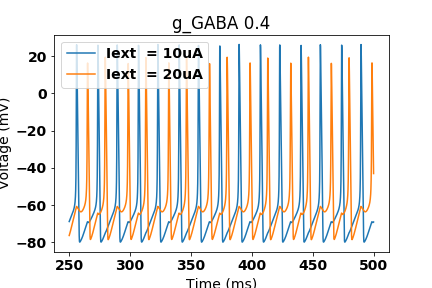 g_GABA 0.4
Iext = 10uA
Iext = 20uA
Voltage (mV)
20
0
−20
−40
−60
−80
250 300 350 400 450 500
Time (ms)